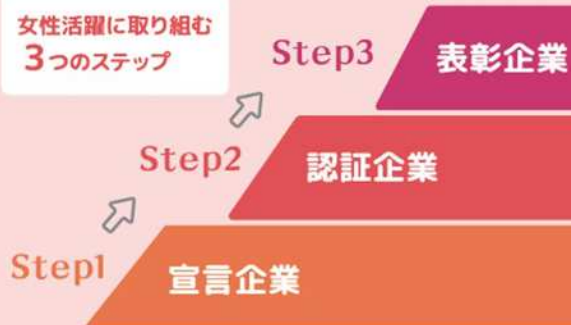 女性活躍に取り組む
3つのステップ
Step3
表彰企業
Step2
認証企業
Step1
宣言企業